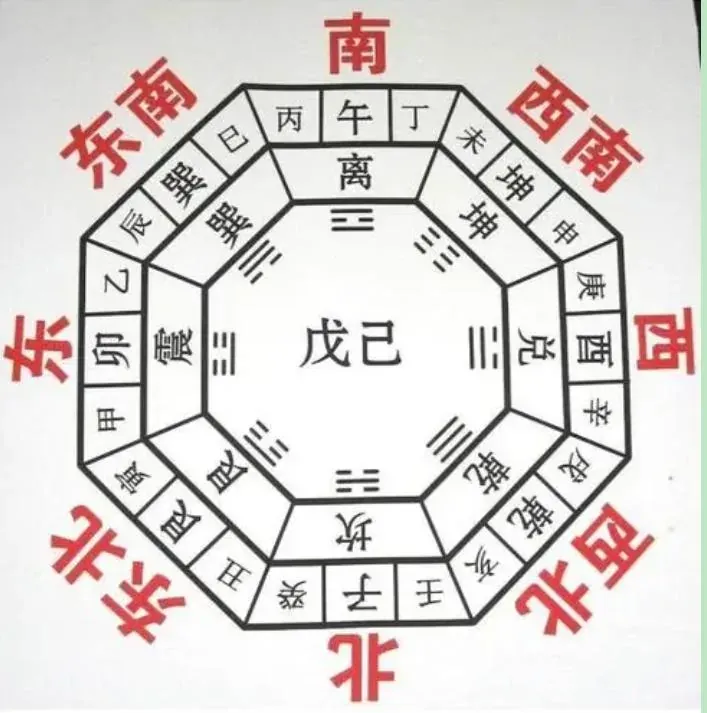 南
西南
西
西北
北
东北
东
东南
丙
午
丁
未
坤
申
庚
酉
辛
戌
乾
亥
壬
子
癸
丑
艮
寅
甲
卯
乙
辰
巽
巳
离
坤
兑
乾
坎
艮
震
巽
戊己